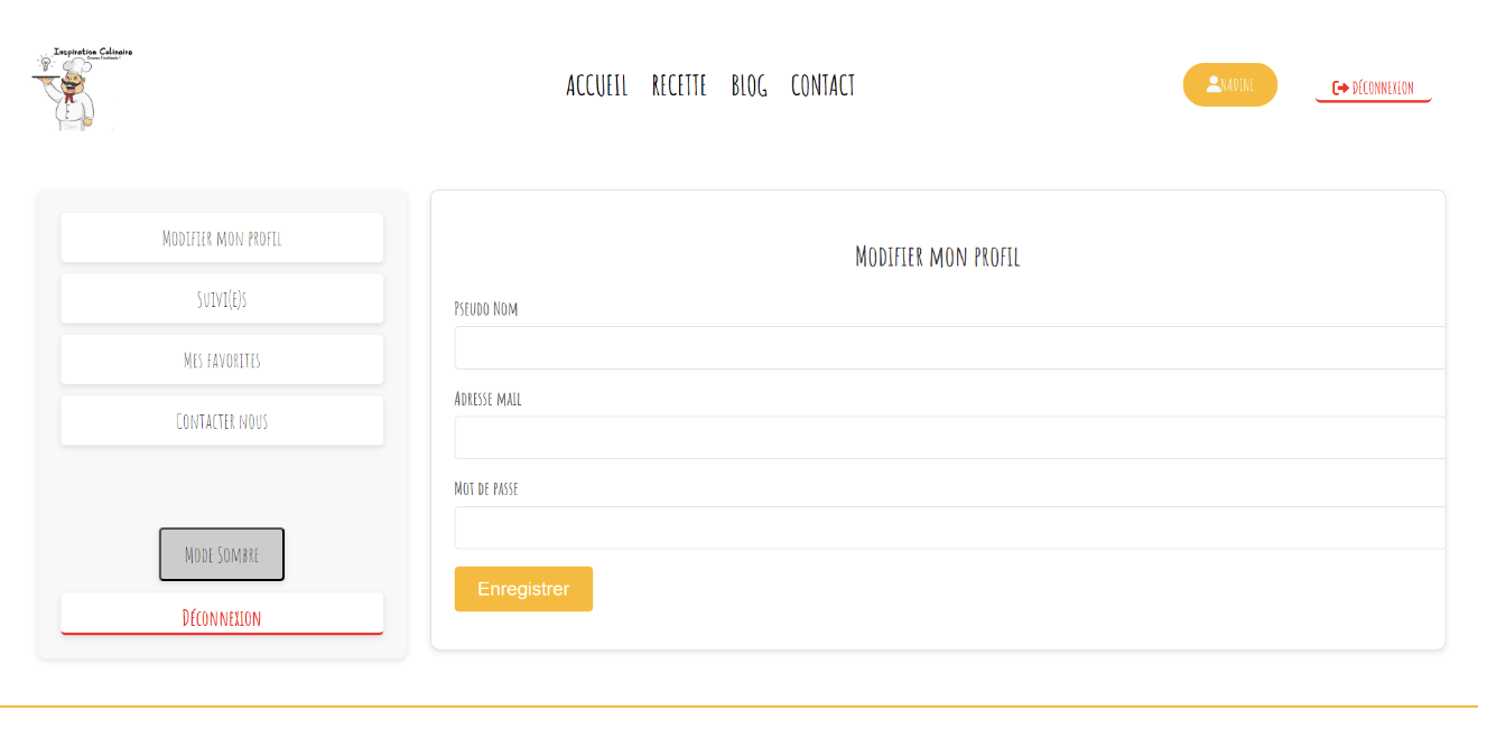 Inspiration Culinaire
ACCUEIL RECETTE BLOG CONTACT
NADINE
DÉCONNEXION
Modifier mon profil
Suivi(e)s
Mes favorites
Contacter nous
Mode Sombre
Déconnexion
Modifier mon profil
Pseudo Nom
Adresse mail
Mot de passe
Enregistrer